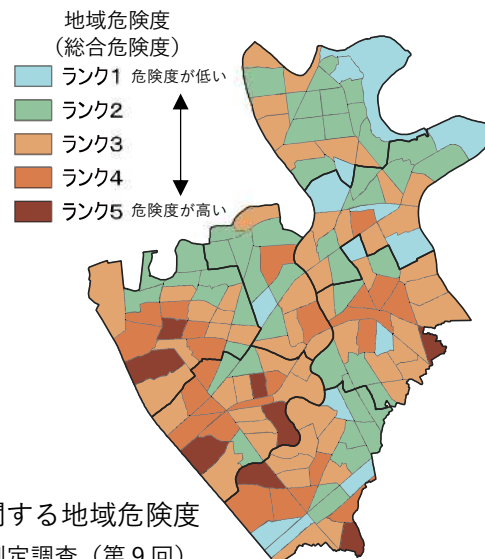 地域危険度
（総合危険度）
ランク1 危険度が低い
ランク2
ランク3
ランク4
ランク5 危険度が高い
する地域危険度
定調査（第９回）